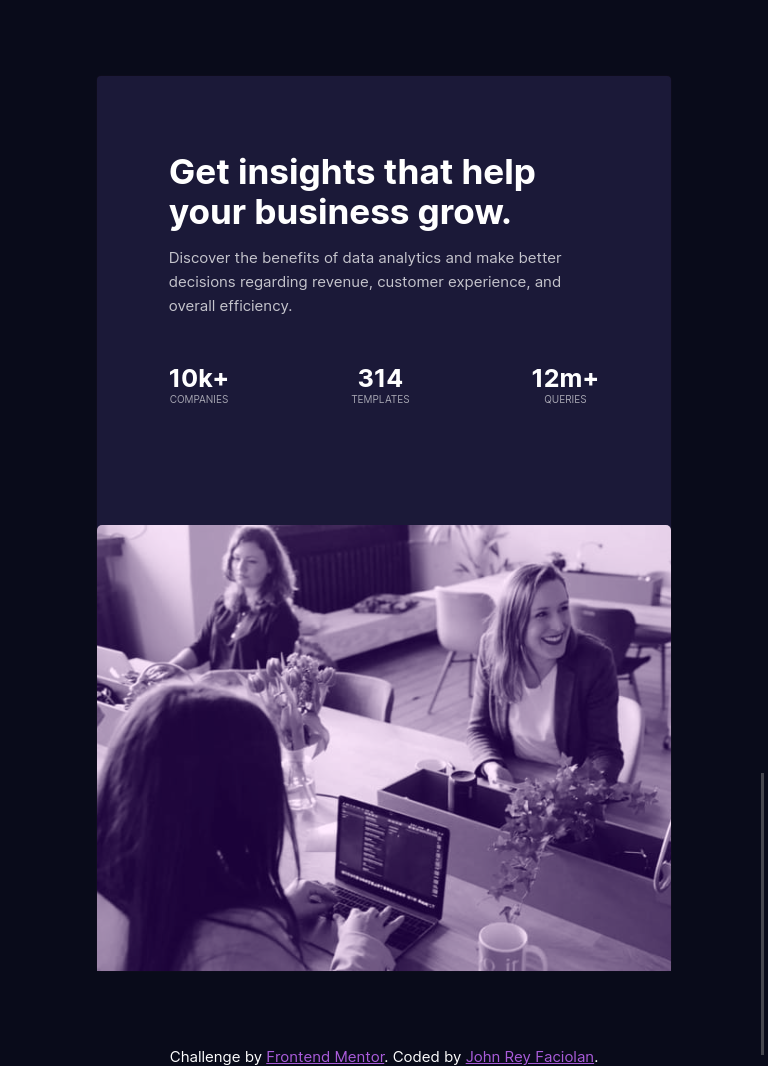 Get insights that help
your business grow.
Discover the benefits of data analytics and make better
decisions regarding revenue, customer experience, and
overall efficiency.
10k+ 314 12m+
COMPANIES TEMPLATES QUERIES
Challenge by Frontend Mentor. Coded by John Rey Faciolan.